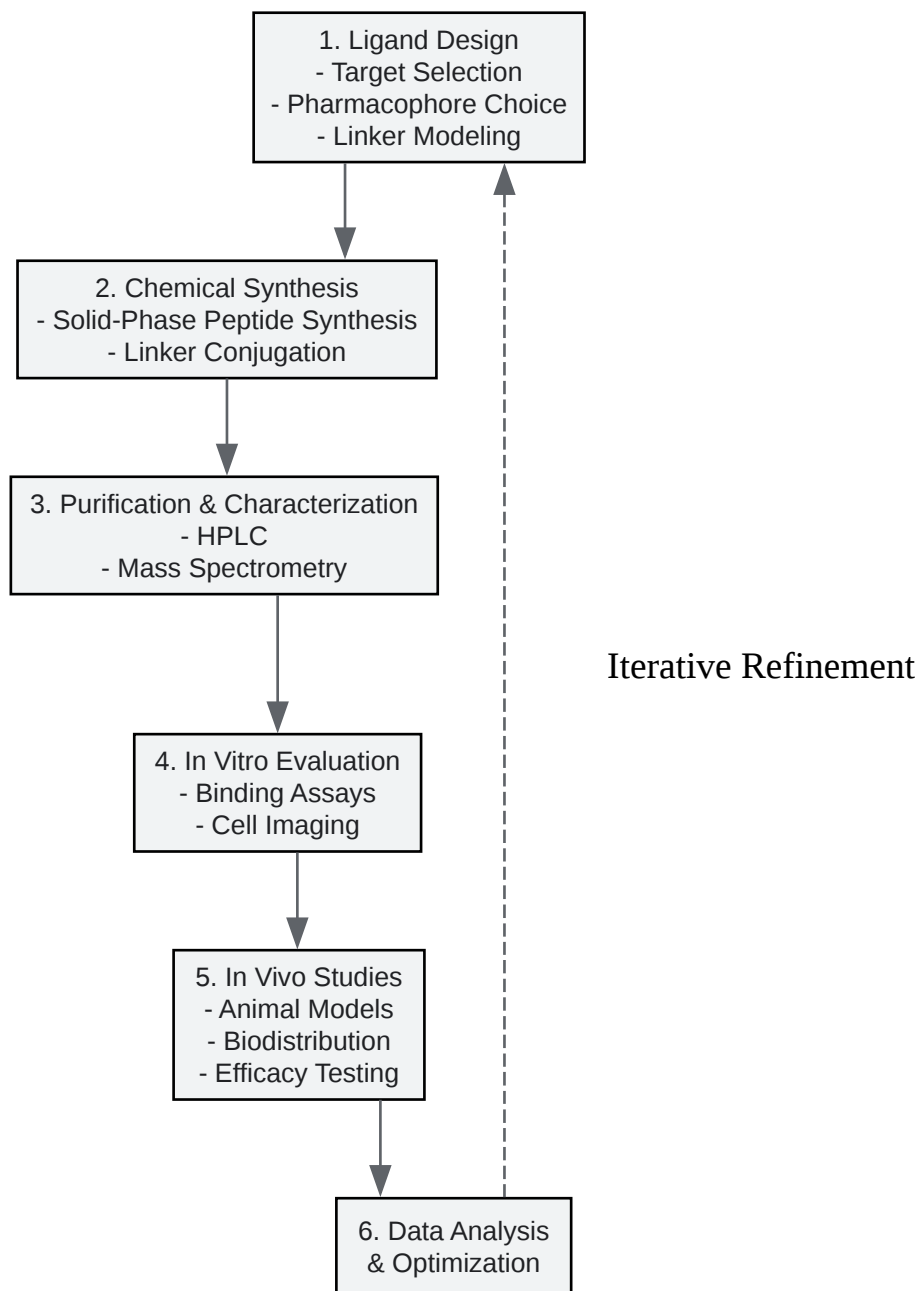 1. Ligand Design
- Target Selection
- Pharmacophore Choice
- Linker Modeling
2. Chemical Synthesis
- Solid-Phase Peptide Synthesis
- Linker Conjugation
3. Purification & Characterization
- HPLC
- Mass Spectrometry
Iterative Refinement
4. In Vitro Evaluation
- Binding Assays
- Cell Imaging
5. In Vivo Studies
- Animal Models
- Biodistribution
- Efficacy Testing
6. Data Analysis
& Optimization